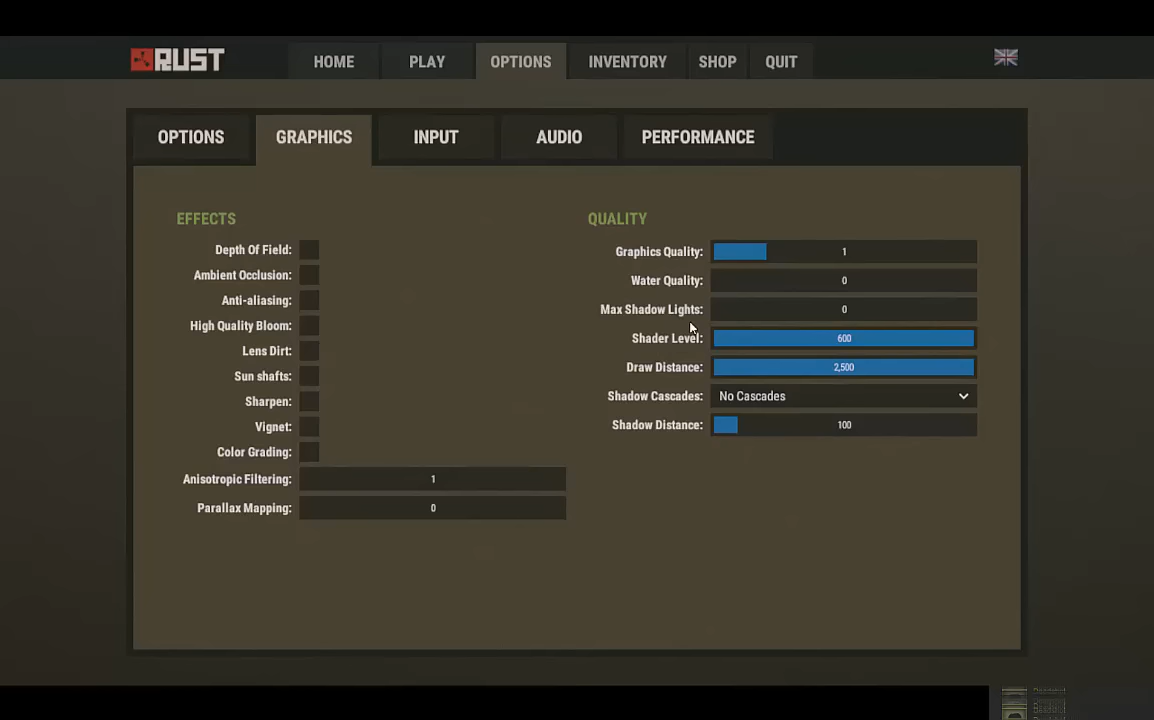 RUST HOME PLAY OPTIONS INVENTORY SHOP QUIT
OPTIONS GRAPHICS INPUT AUDIO PERFORMANCE
EFFECTS
Depth Of Field:
Ambient Occlusion:
Anti-aliasing:
High Quality Bloom:
Lens Dirt:
Sun shafts:
Sharpen:
Vignet:
Color Grading:
Anisotropic Filtering: 1
Parallax Mapping: 0
QUALITY
Graphics Quality: 1
Water Quality: 0
Max Shadow Lights: 0
Shader Level: 600
Draw Distance: 2,500
Shadow Cascades: No Cascades
Shadow Distance: 100